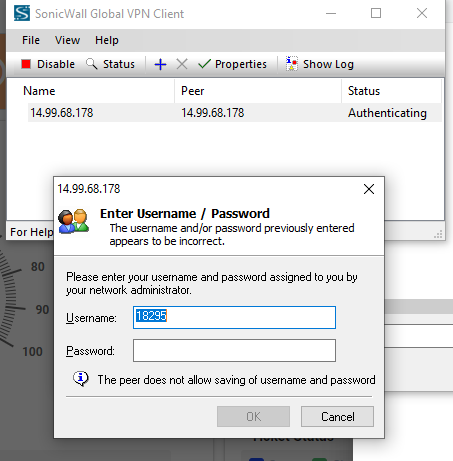 SonicWall Global VPN Client
File View Help
Disable Status Properties Show Log
Name Peer Status
14.99.68.178 14.99.68.178 Authenticating
14.99.68.178
Enter Username / Password
The username and/or password previously entered
appears to be incorrect.
For Help
80
Please enter your username and password assigned to you by
your network administrator.
90
Username: 18295
100
Password:
The peer does not allow saving of username and password
OK Cancel
Ticket Status